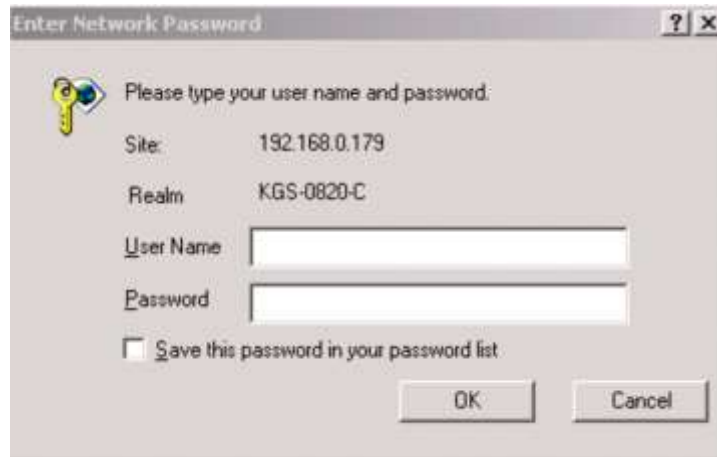 Enter Network Password
Please type your user name and password.
Site: 192.168.0.179
Realm KGS-0820-C
User Name
Password
Save this password in your password list
OK Cancel